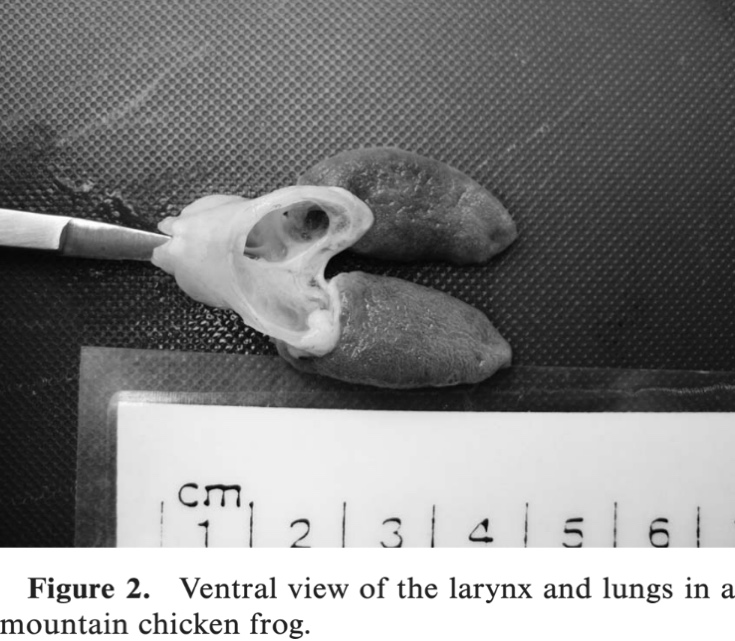 cm.
1 2 3 4 5 6
Figure 2. Ventral view of the larynx and lungs in a
mountain chicken frog.